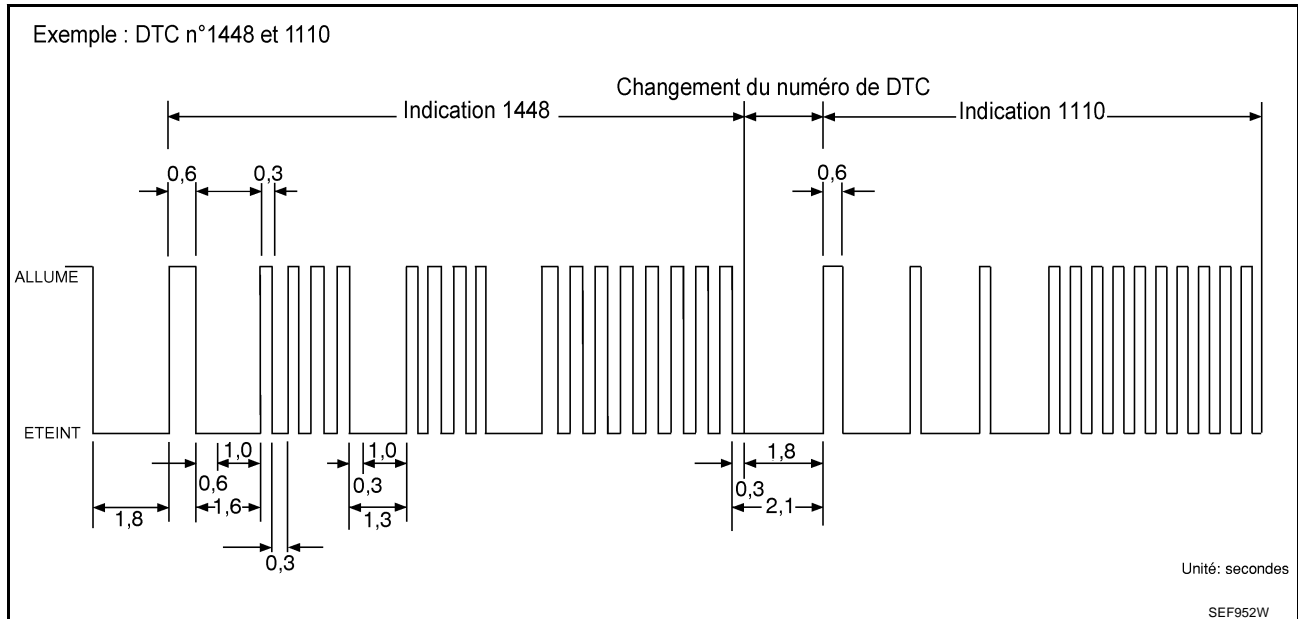 Exemple : DTC n°1448 et 1110
Changement du numéro de DTC
Indication 1448
Indication 1110
0,6
0,3
0,6
ALLUME
ETEINT
1,0
1,0
1,8
0,6
0,3
0,3
1,8
1,6
1,3
2,1
0,3
Unité: secondes
SEF952W